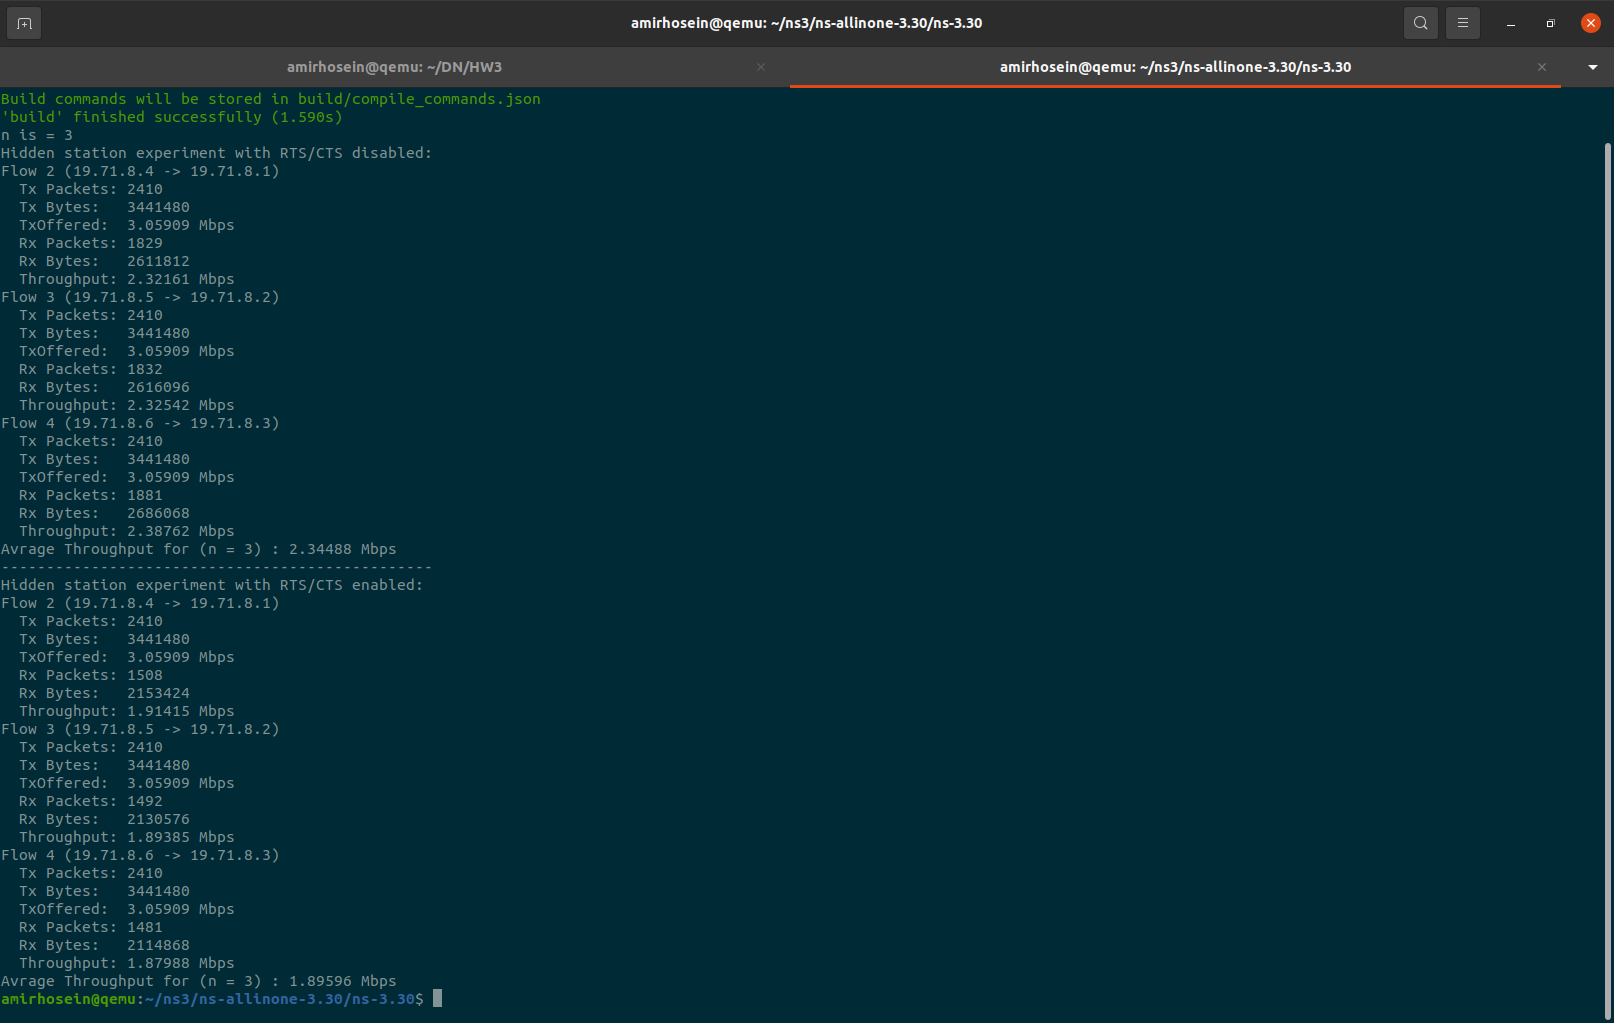 amirhosein@qemu: ~/ns3/ns-allinone-3.30/ns-3.30
amirhosein@qemu: ~/DN/HW3
amirhosein@qemu: ~/ns3/ns-allinone-3.30/ns-3.30
Build commands will be stored in build/compile_commands.json
'build' finished successfully (1.590s)
n is = 3
Hidden station experiment with RTS/CTS disabled:
Flow 2 (19.71.8.4 -> 19.71.8.1)
  Tx Packets: 2410
  Tx Bytes:   3441480
  TxOffered:  3.05909 Mbps
  Rx Packets: 1829
  Rx Bytes:   2611812
  Throughput: 2.32161 Mbps
Flow 3 (19.71.8.5 -> 19.71.8.2)
  Tx Packets: 2410
  Tx Bytes:   3441480
  TxOffered:  3.05909 Mbps
  Rx Packets: 1832
  Rx Bytes:   2616096
  Throughput: 2.32542 Mbps
Flow 4 (19.71.8.6 -> 19.71.8.3)
  Tx Packets: 2410
  Tx Bytes:   3441480
  TxOffered:  3.05909 Mbps
  Rx Packets: 1881
  Rx Bytes:   2686068
  Throughput: 2.38762 Mbps
Avrage Throughput for (n = 3) : 2.34488 Mbps
------------------------------------------------
Hidden station experiment with RTS/CTS enabled:
Flow 2 (19.71.8.4 -> 19.71.8.1)
  Tx Packets: 2410
  Tx Bytes:   3441480
  TxOffered:  3.05909 Mbps
  Rx Packets: 1508
  Rx Bytes:   2153424
  Throughput: 1.91415 Mbps
Flow 3 (19.71.8.5 -> 19.71.8.2)
  Tx Packets: 2410
  Tx Bytes:   3441480
  TxOffered:  3.05909 Mbps
  Rx Packets: 1492
  Rx Bytes:   2130576
  Throughput: 1.89385 Mbps
Flow 4 (19.71.8.6 -> 19.71.8.3)
  Tx Packets: 2410
  Tx Bytes:   3441480
  TxOffered:  3.05909 Mbps
  Rx Packets: 1481
  Rx Bytes:   2114868
  Throughput: 1.87988 Mbps
Avrage Throughput for (n = 3) : 1.89596 Mbps
amirhosein@qemu:~/ns3/ns-allinone-3.30/ns-3.30$